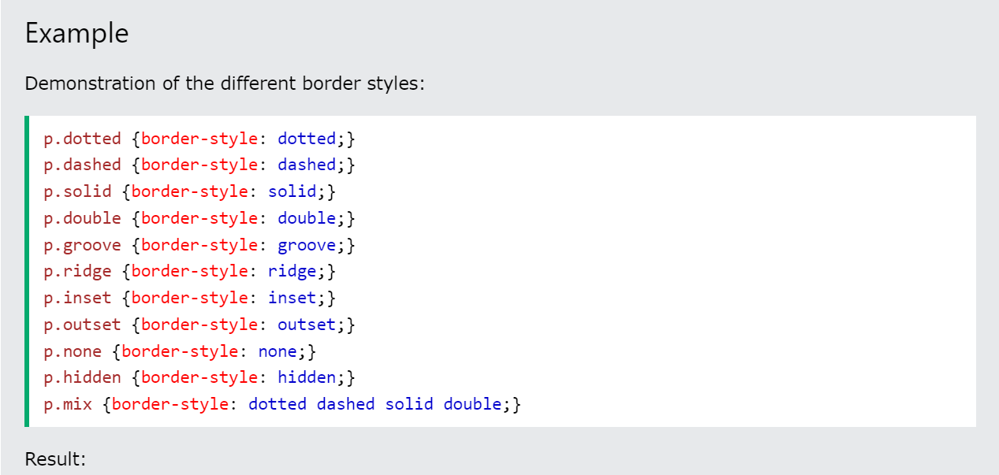 Example
Demonstration of the different border styles:
p.dotted {border-style: dotted;}
p.dashed {border-style: dashed;}
p.solid {border-style: solid;}
p.double {border-style: double;}
p.groove {border-style: groove;}
p.ridge {border-style: ridge;}
p.inset {border-style: inset;}
p.outset {border-style: outset;}
p.none {border-style: none;}
p.hidden {border-style: hidden;}
p.mix {border-style: dotted dashed solid double;}
Result: